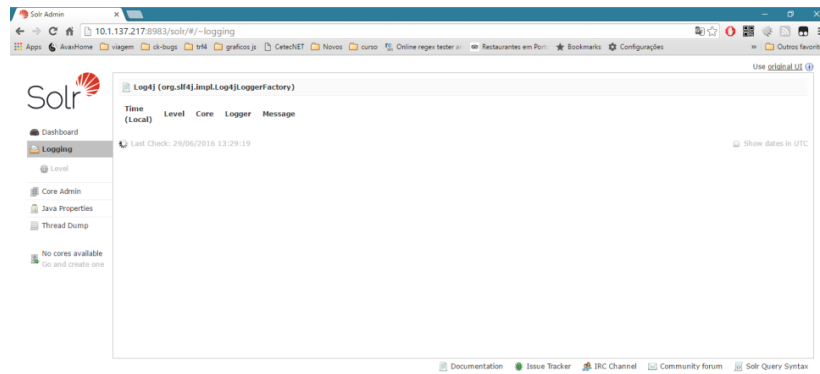 Solr Admin
10.1.137.217:8983/solr/#/~logging
Apps AvaxHome viagem ck-bugs trf4 graficos js CetecNET Novos curso Online regex tester a Restaurantes em Port Bookmarks Configurações » Outros favorit
Use original UI
Solr
Log4j (org.slf4j.impl.Log4jLoggerFactory)
Time (Local) Level Core Logger Message
Last Check: 29/06/2016 13:29:19 Show dates in UTC
Dashboard
Logging
Level
Core Admin
Java Properties
Thread Dump
No cores available
Go and create one
Documentation Issue Tracker IRC Channel Community forum Solr Query Syntax